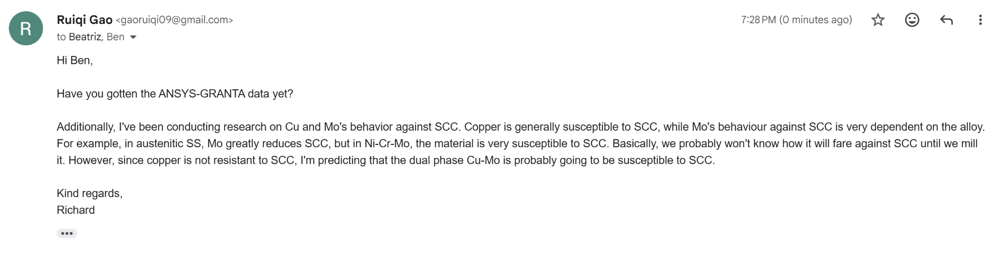 R
Ruiqi Gao <gaoruiqi09@gmail.com>
7:28 PM (0 minutes ago)
to Beatriz, Ben
Hi Ben,
Have you gotten the ANSYS-GRANTA data yet?
Additionally, I've been conducting research on Cu and Mo's behavior against SCC. Copper is generally susceptible to SCC, while Mo's behaviour against SCC is very dependent on the alloy.
For example, in austenitic SS, Mo greatly reduces SCC, but in Ni-Cr-Mo, the material is very susceptible to SCC. Basically, we probably won't know how it will fare against SCC until we mill
it. However, since copper is not resistant to SCC, I'm predicting that the dual phase Cu-Mo is probably going to be susceptible to SCC.
Kind regards,
Richard